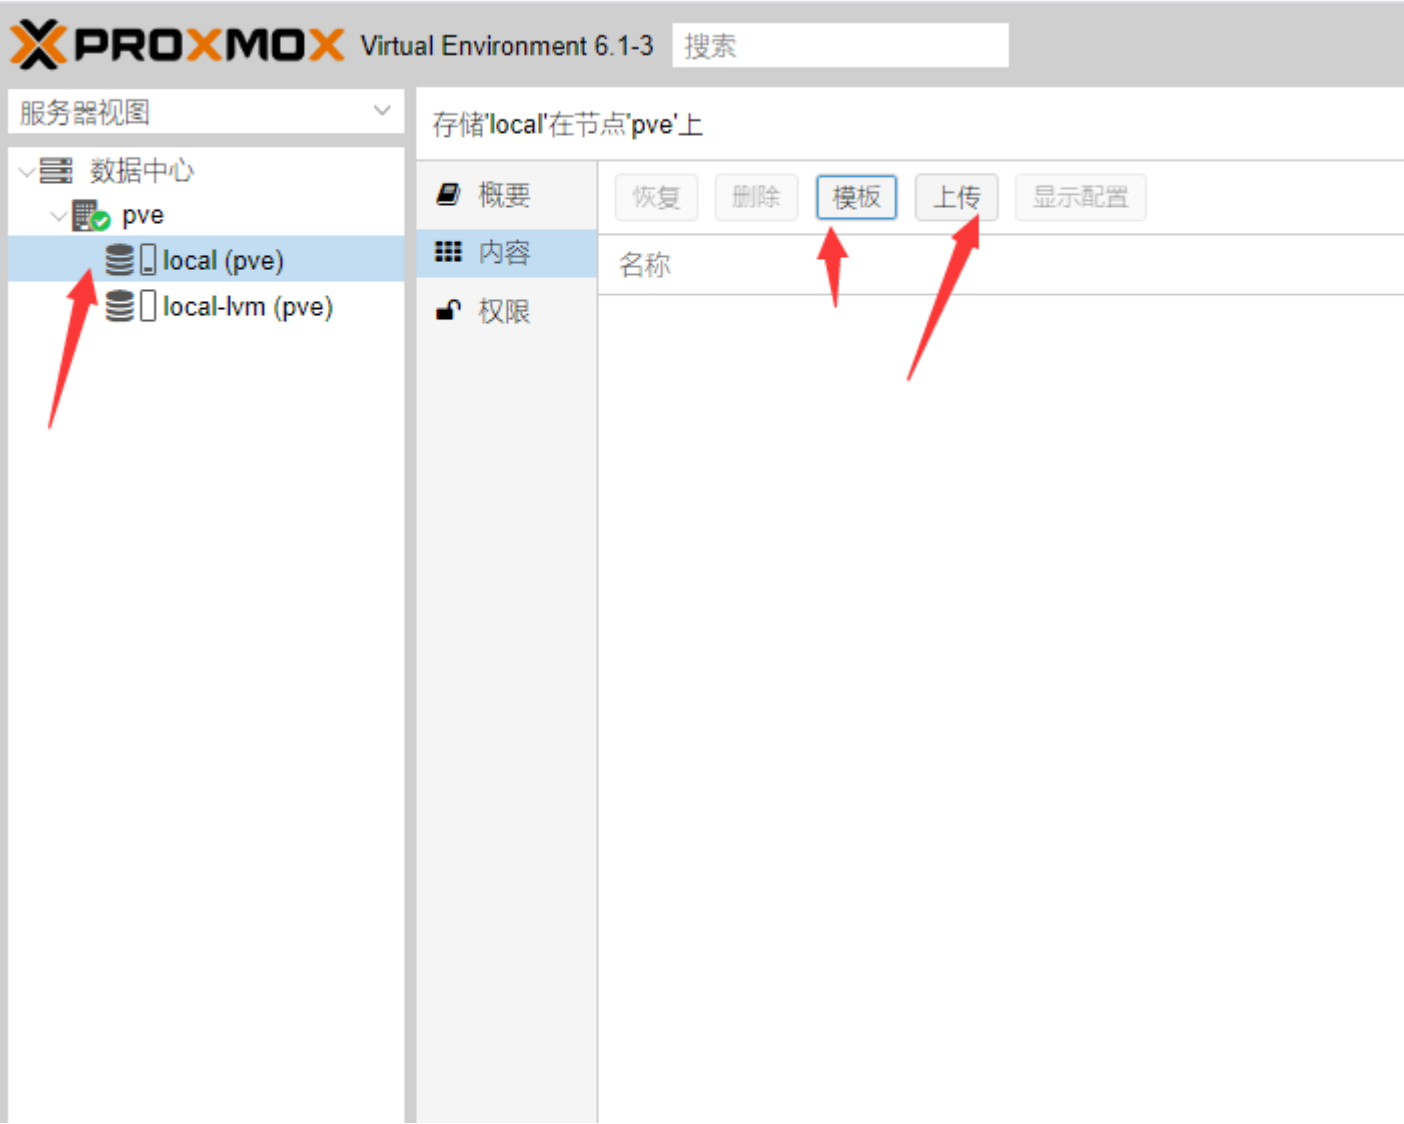 PROXMOX Virtual Environment 6.1-3 搜索
服务器视图
存储'local'在节点'pve'上
数据中心
pve
local (pve)
local-lvm (pve)
概要
内容
权限
恢复 删除 模板 上传 显示配置
名称